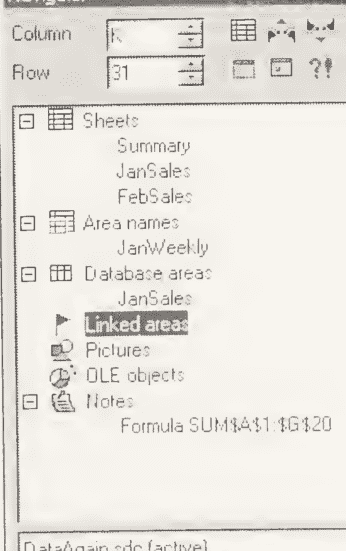 Column K
Row 31
Sheets
Summary
JanSales
FebSales
Area names
JanWeekly
Database areas
JanSales
Linked areas
Pictures
OLE objects
Notes
Formula SUM$A$1:$G$20
DataAgain.sdc (active)